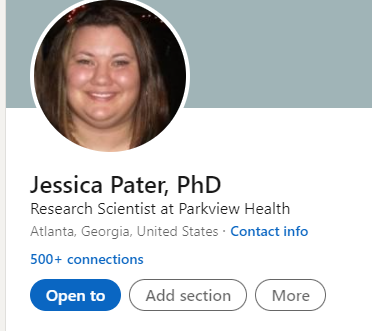 Jessica Pater, PhD
Research Scientist at Parkview Health
Atlanta, Georgia, United States · Contact info
500+ connections
Open to Add section More